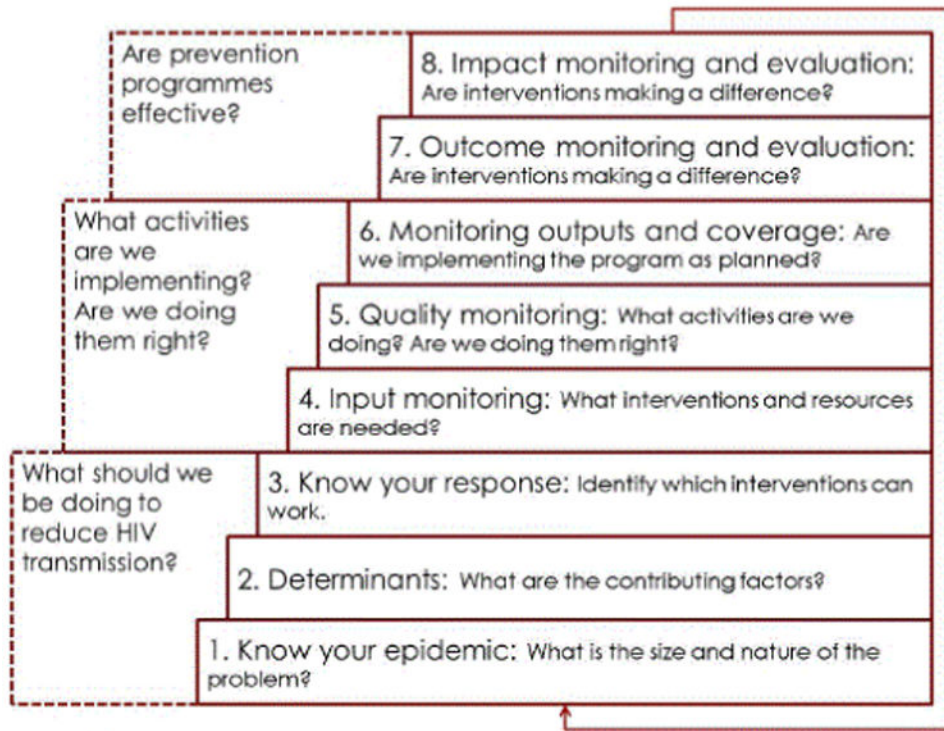 Are prevention
programmes
effective?
8. Impact monitoring and evaluation:
Are interventions making a difference?
7. Outcome monitoring and evaluation:
Are interventions making a difference?
What activities
are we
implementing?
Are we doing
them right?
6. Monitoring outputs and coverage: Are
we implementing the program as planned?
5. Quality monitoring: What activities are we
doing? Are we doing them right?
4. Input monitoring: What interventions and resources
are needed?
What should we
be doing to
reduce HIV
transmission?
3. Know your response: Identify which interventions can
work.
2. Determinants: What are the contributing factors?
1. Know your epidemic: What is the size and nature of the
problem?